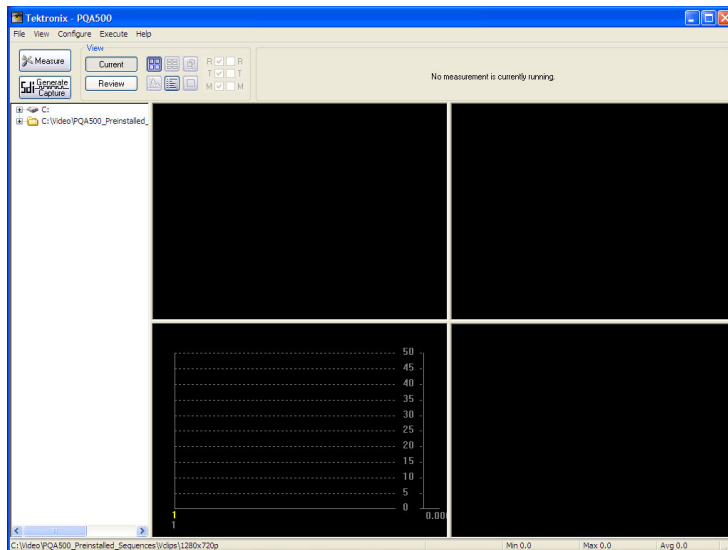 Tektronix - PQA500
File View Configure Execute Help
Measure
Sdi Generate Capture
View
Current
Review
R R
T T
M M
No measurement is currently running.
C:
C:\Video\PQA500_Preinstalled_
50
45
40
35
30
25
20
15
10
5
0
1
1
0.00
C:\Video\PQA500_Preinstalled_Sequences\Vclips\1280x720p
Min 0.0 Max 0.0 Avg 0.0